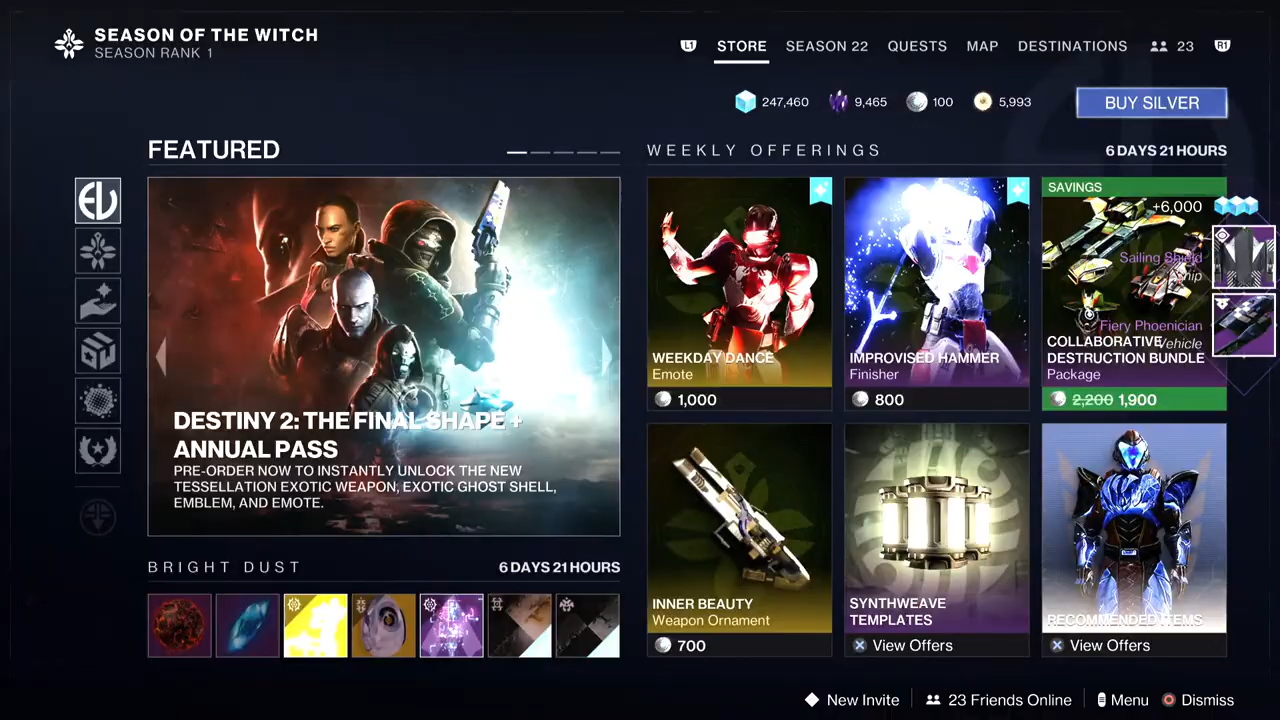 SEASON OF THE WITCH
SEASON RANK 1
L1
STORE
SEASON 22
QUESTS
MAP
DESTINATIONS
23
R1
247,460
9,465
100
5,993
BUY SILVER
FEATURED
DESTINY 2: THE FINAL SHAPE +
ANNUAL PASS
PRE-ORDER NOW TO INSTANTLY UNLOCK THE NEW
TESSELLATION EXOTIC WEAPON, EXOTIC GHOST SHELL,
EMBLEM, AND EMOTE.
BRIGHT DUST
6 DAYS 21 HOURS
WEEKLY OFFERINGS
6 DAYS 21 HOURS
WEEKDAY DANCE
Emote
1,000
IMPROVISED HAMMER
Finisher
800
SAVINGS
+6,000
Sailing Shield
Ship
Fiery Phoenician
Vehicle
COLLABORATIVE
DESTRUCTION BUNDLE
Package
2,200 1,900
INNER BEAUTY
Weapon Ornament
700
SYNTHWEAVE
TEMPLATES
View Offers
RECOMMENDED ITEMS
View Offers
New Invite
23 Friends Online
Menu
Dismiss